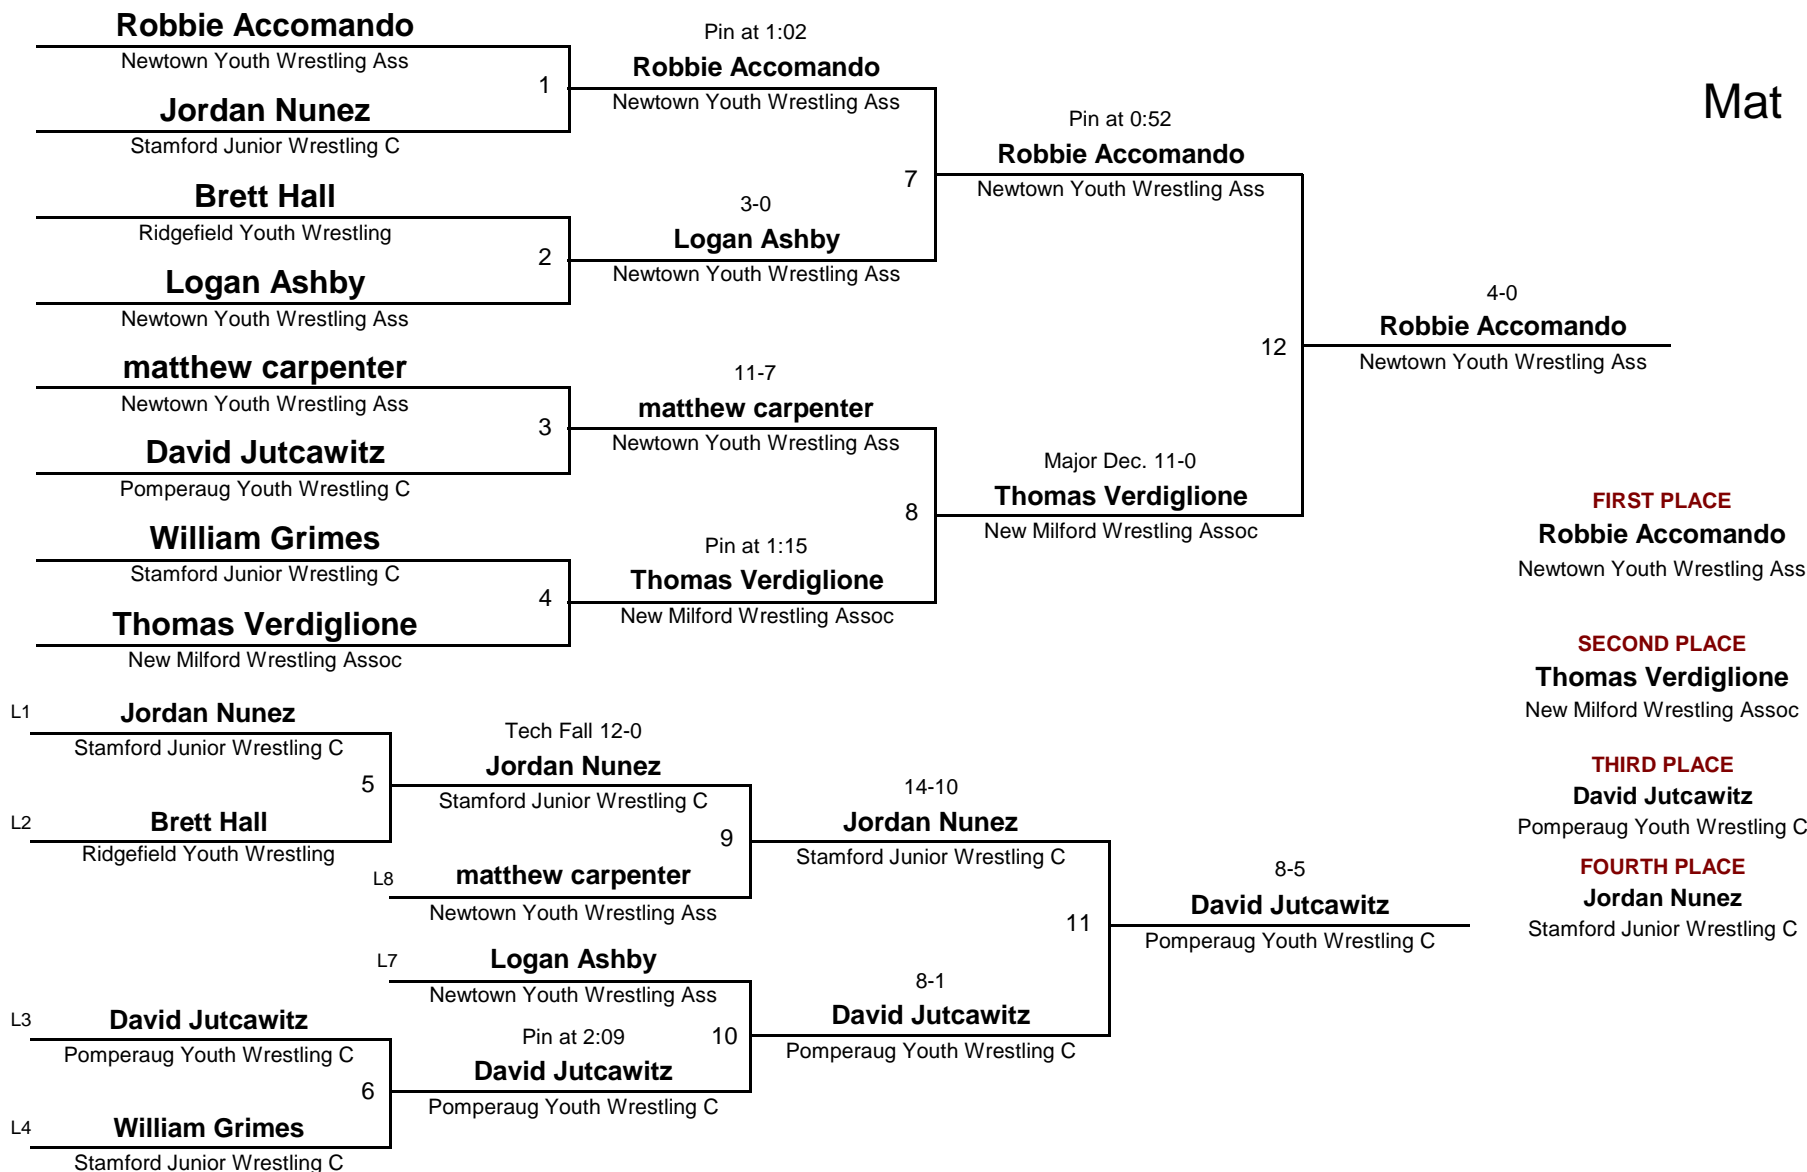 Robbie Accomando
Newtown Youth Wrestling Ass
1
Jordan Nunez
Stamford Junior Wrestling C
Brett Hall
Ridgefield Youth Wrestling
2
Logan Ashby
Newtown Youth Wrestling Ass
matthew carpenter
Newtown Youth Wrestling Ass
3
David Jutcawitz
Pomperaug Youth Wrestling C
William Grimes
Stamford Junior Wrestling C
4
Thomas Verdiglione
New Milford Wrestling Assoc
Pin at 1:02
Robbie Accomando
Newtown Youth Wrestling Ass
7
3-0
Logan Ashby
Newtown Youth Wrestling Ass
11-7
matthew carpenter
Newtown Youth Wrestling Ass
8
Pin at 1:15
Thomas Verdiglione
New Milford Wrestling Assoc
Pin at 0:52
Robbie Accomando
Newtown Youth Wrestling Ass
12
Major Dec. 11-0
Thomas Verdiglione
New Milford Wrestling Assoc
Mat
4-0
Robbie Accomando
Newtown Youth Wrestling Ass
FIRST PLACE
Robbie Accomando
Newtown Youth Wrestling Ass
SECOND PLACE
Thomas Verdiglione
New Milford Wrestling Assoc
THIRD PLACE
David Jutcawitz
Pomperaug Youth Wrestling C
FOURTH PLACE
Jordan Nunez
Stamford Junior Wrestling C
L1 Jordan Nunez
Stamford Junior Wrestling C
5
L2 Brett Hall
Ridgefield Youth Wrestling
L3 David Jutcawitz
Pomperaug Youth Wrestling C
6
L4 William Grimes
Stamford Junior Wrestling C
Tech Fall 12-0
Jordan Nunez
Stamford Junior Wrestling C
9
L8 matthew carpenter
Newtown Youth Wrestling Ass
L7 Logan Ashby
Newtown Youth Wrestling Ass
10
Pin at 2:09
David Jutcawitz
Pomperaug Youth Wrestling C
14-10
Jordan Nunez
Stamford Junior Wrestling C
11
8-1
David Jutcawitz
Pomperaug Youth Wrestling C
8-5
David Jutcawitz
Pomperaug Youth Wrestling C